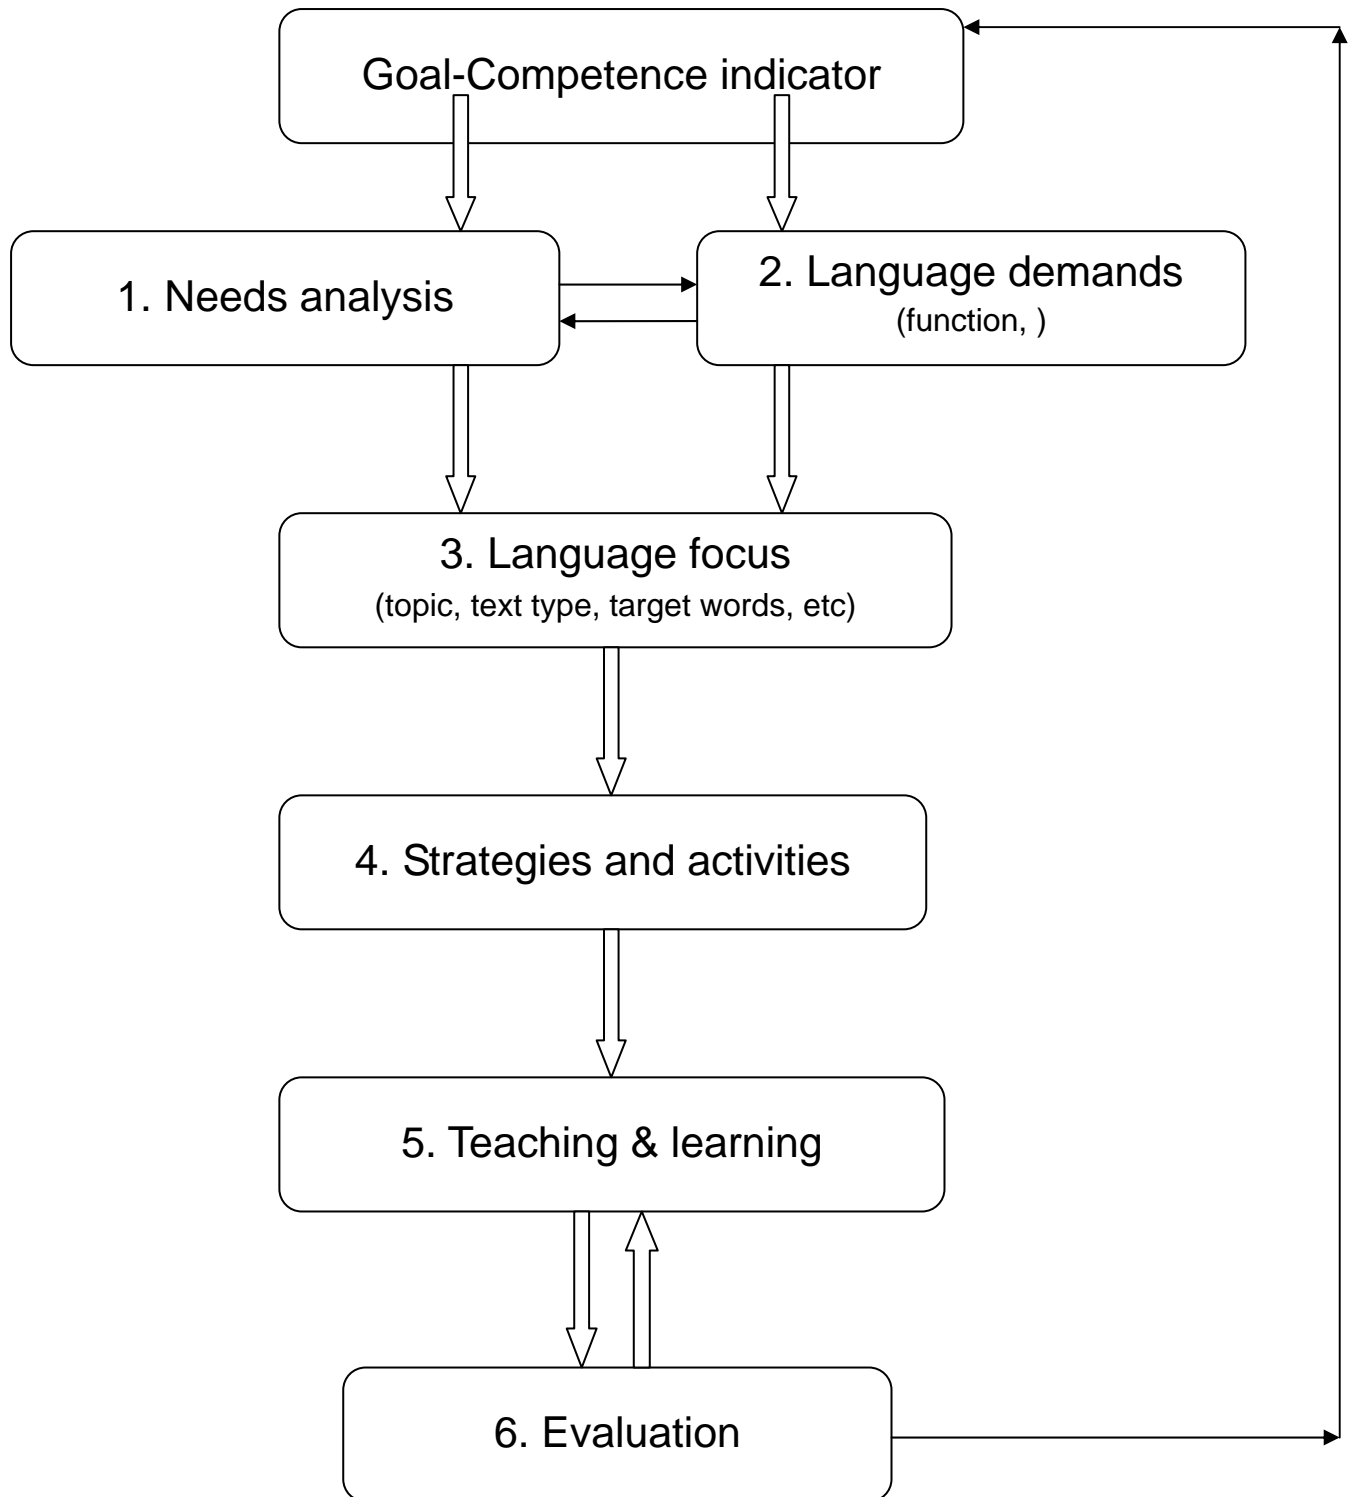 Goal-Competence indicator
1. Needs analysis
2. Language demands
(function, )
3. Language focus
(topic, text type, target words, etc)
4. Strategies and activities
5. Teaching & learning
6. Evaluation